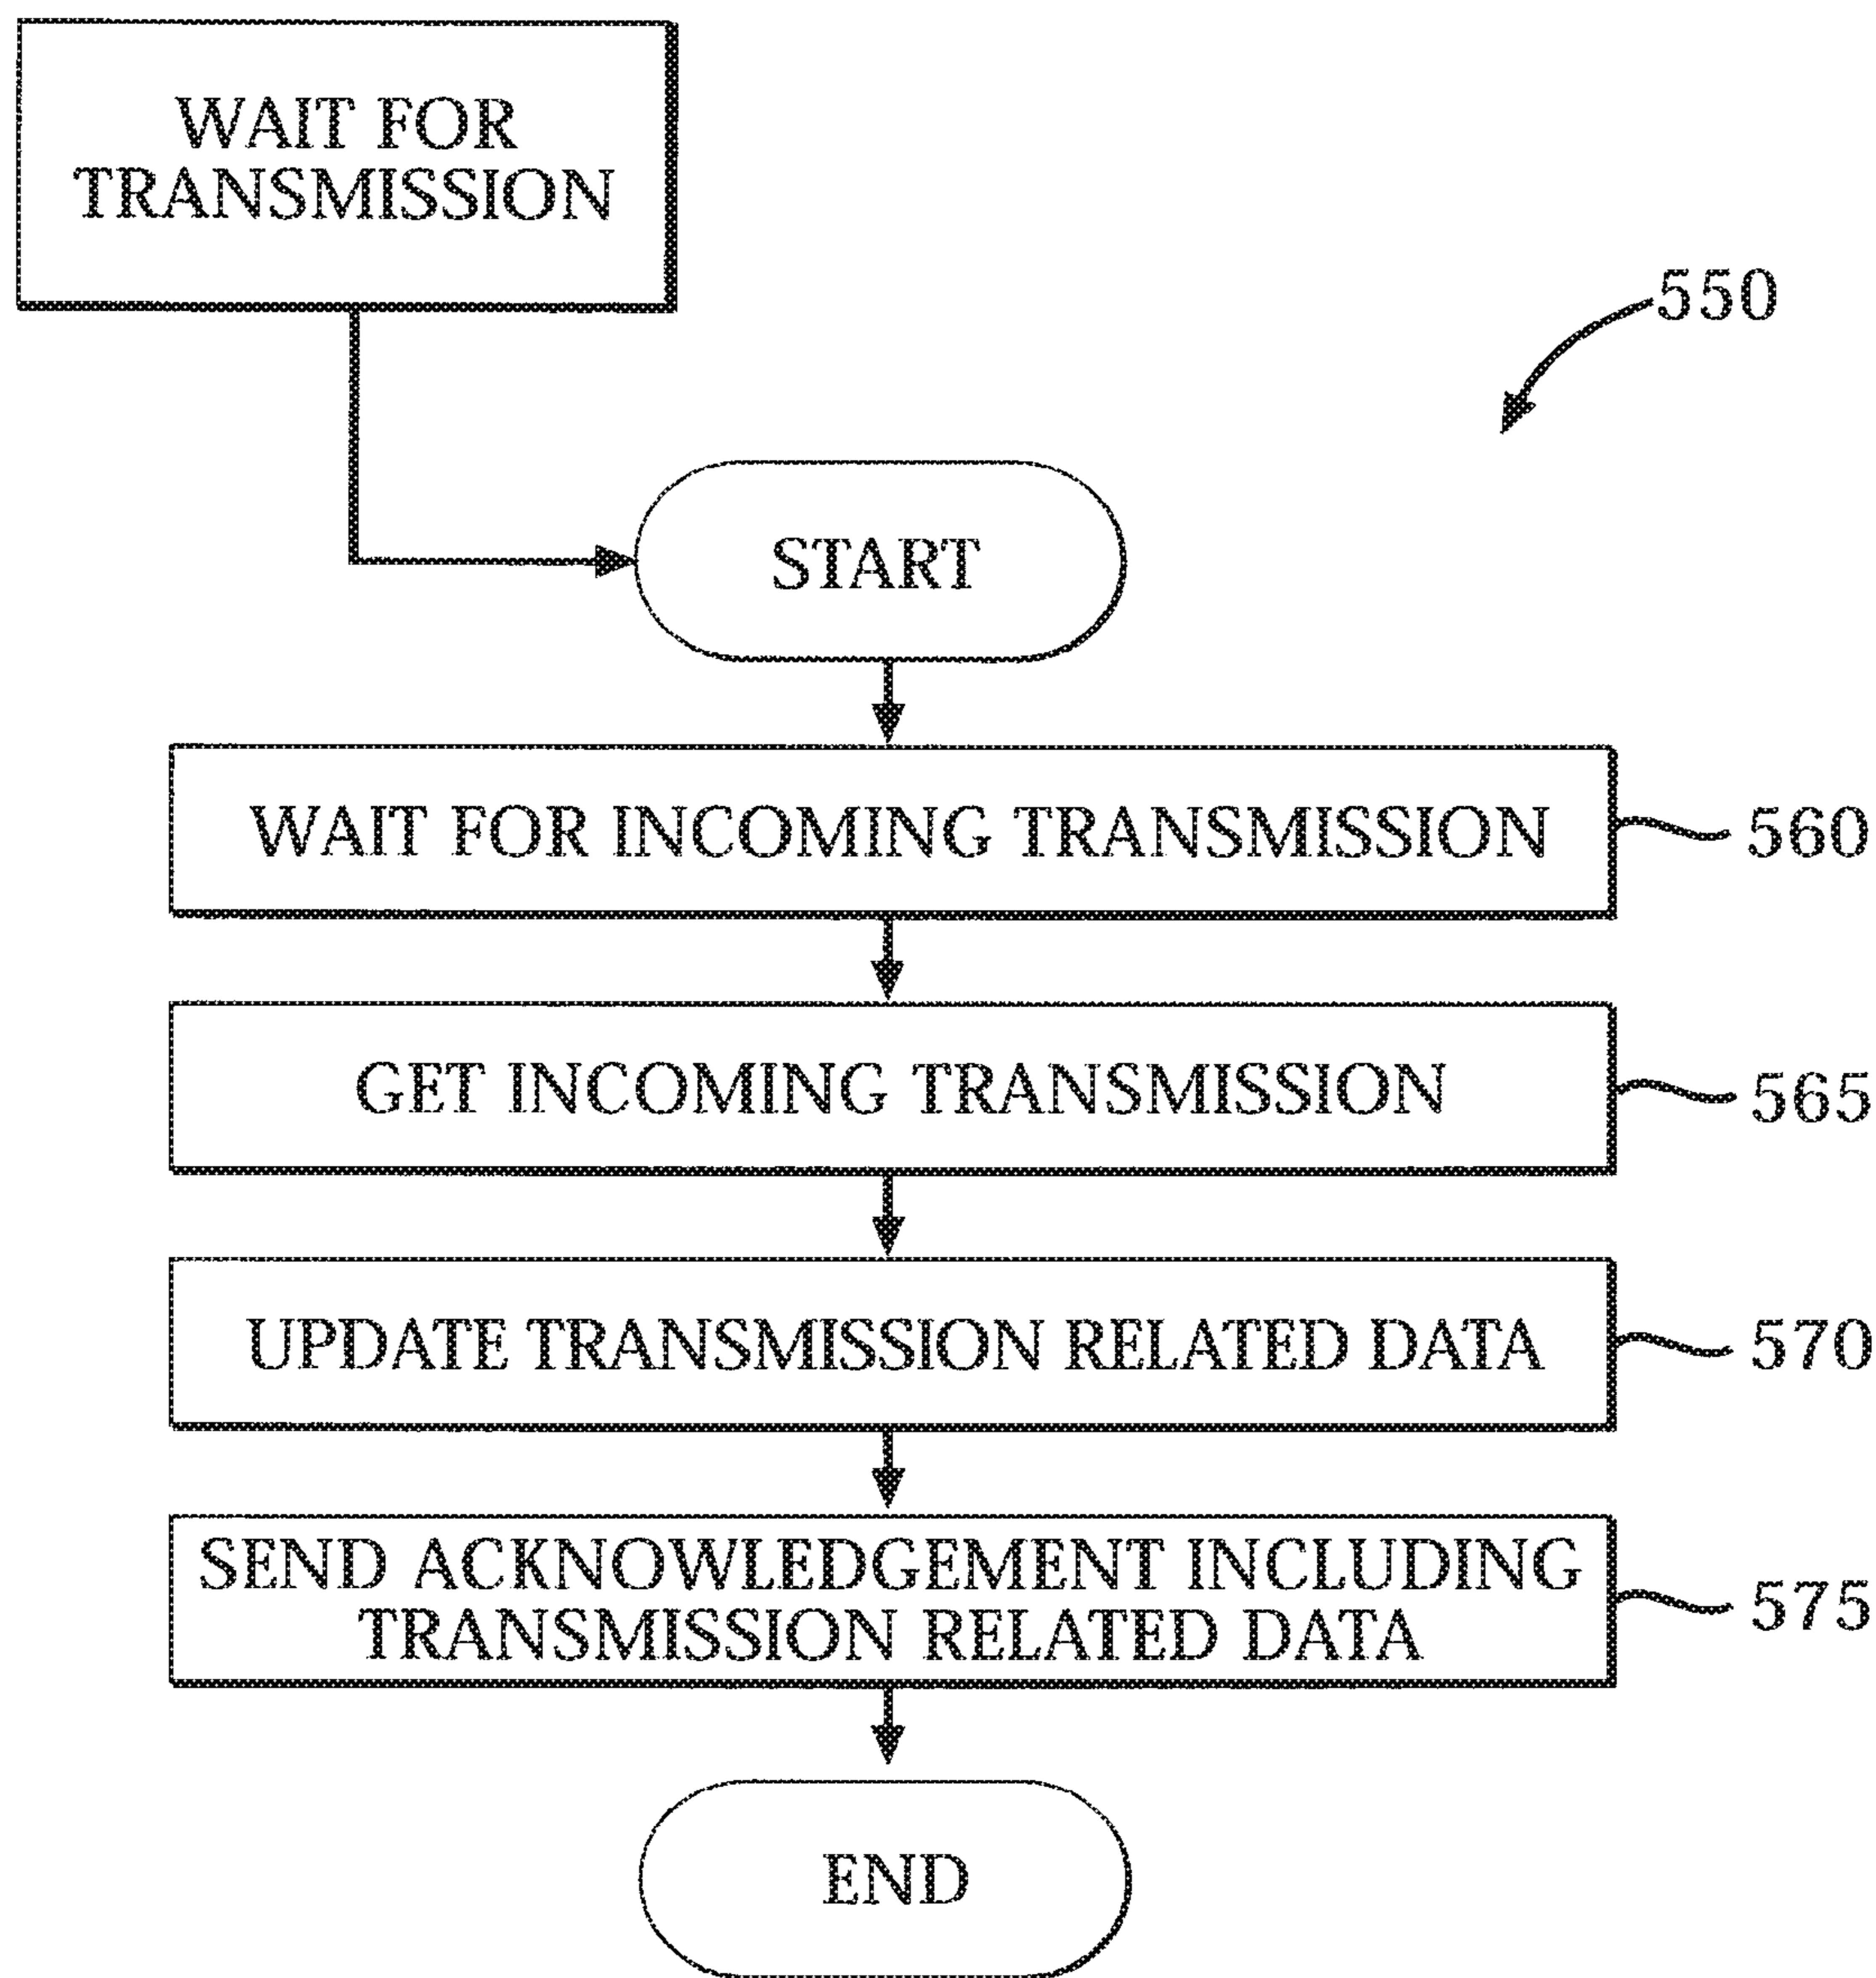 WAIT FOR
TRANSMISSION
550
START
WAIT FOR INCOMING TRANSMISSION
560
GET INCOMING TRANSMISSION
565
UPDATE TRANSMISSION RELATED DATA
570
SEND ACKNOWLEDGEMENT INCLUDING
TRANSMISSION RELATED DATA
575
END